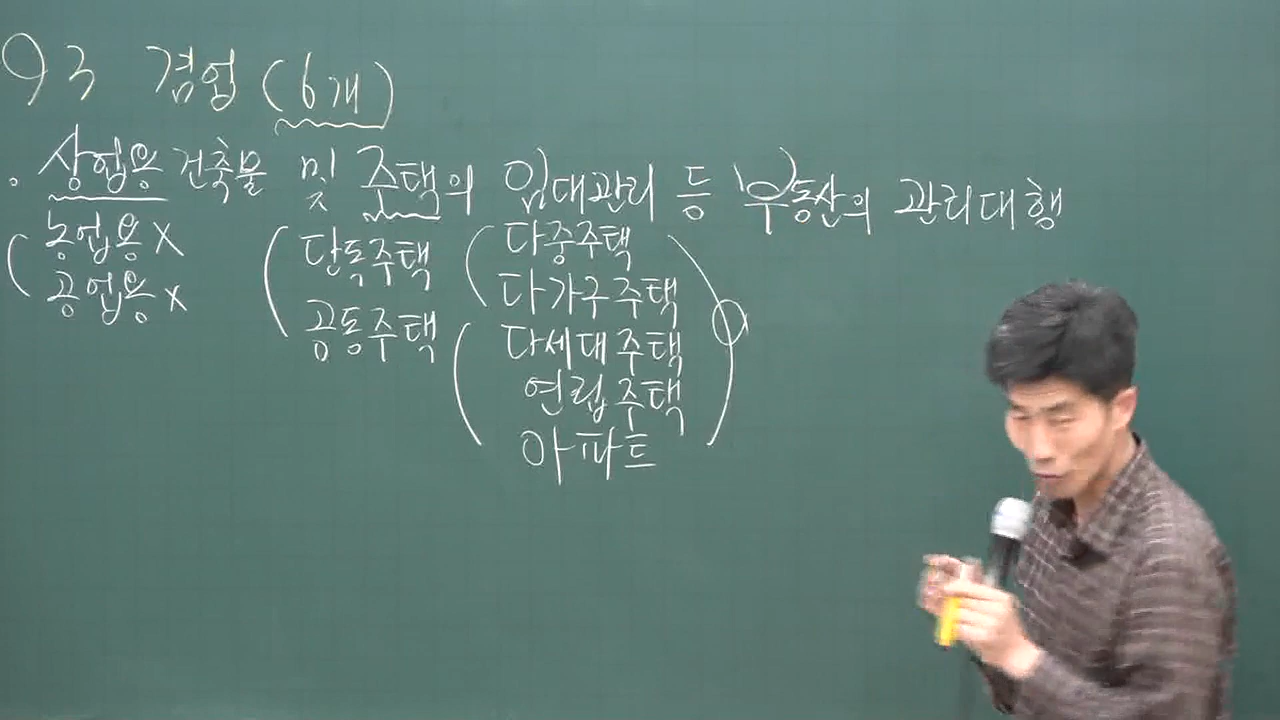 93 겸업 (6개)
. 상업용 건축물 및 주택의 임대관리 등 부동산의 관리대행
농업용 X
공업용 X
단독주택
공동주택
다중주택
다가구주택
다세대주택
연립주택
아파트